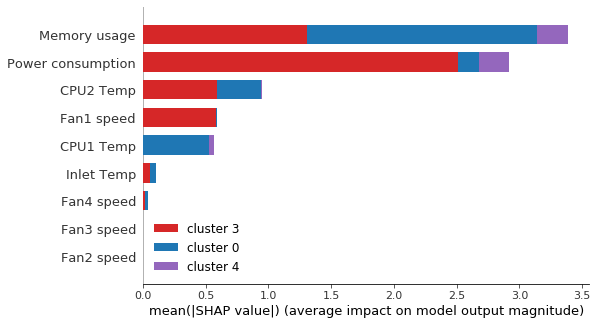 Memory usage
Power consumption
CPU2 Temp
Fan1 speed
CPU1 Temp
Inlet Temp
Fan4 speed
Fan3 speed
Fan2 speed
cluster 3
cluster 0
cluster 4
0.0 0.5 1.0 1.5 2.0 2.5 3.0 3.5
mean(|SHAP value|) (average impact on model output magnitude)